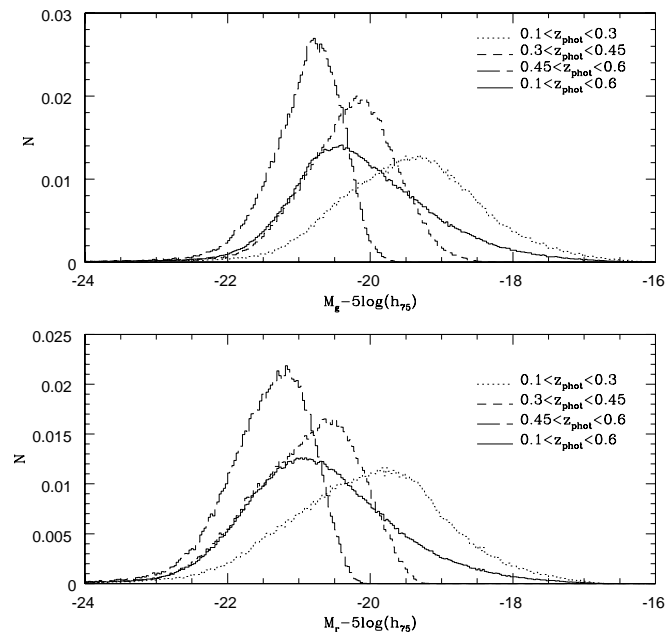 0.03
0.02
0.01
0
N
0.1<z_phot<0.3
0.3<z_phot<0.45
0.45<z_phot<0.6
0.1<z_phot<0.6
-24 -22 -20 -18 -16
M_g-5log(h_75)
0.025
0.02
0.015
0.01
0.005
0
N
0.1<z_phot<0.3
0.3<z_phot<0.45
0.45<z_phot<0.6
0.1<z_phot<0.6
-24 -22 -20 -18 -16
M_r-5log(h_75)